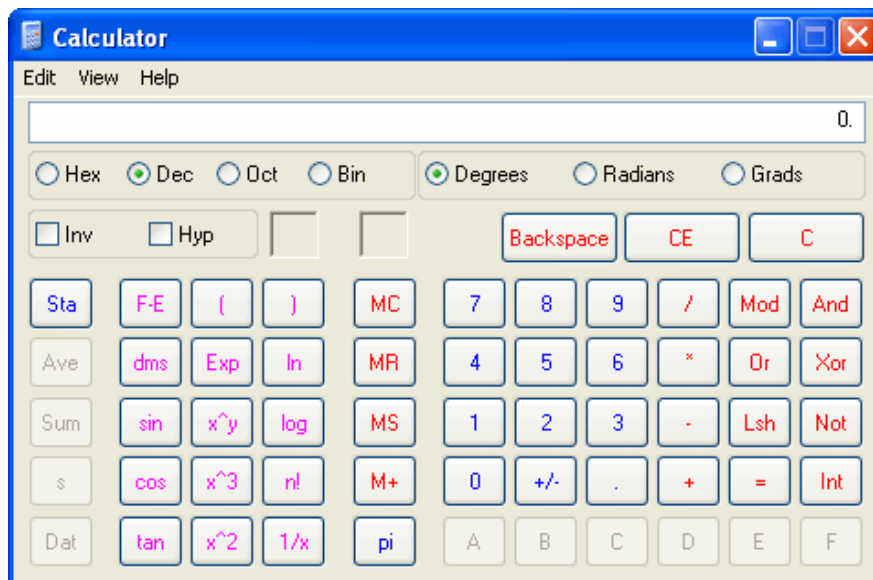 Calculator
Edit View Help
0.
Hex Dec Oct Bin Degrees Radians Grads
Inv Hyp Backspace CE C
Sta F-E ( ) MC 7 8 9 / Mod And
Ave dms Exp ln MR 4 5 6 * Or Xor
Sum sin x^y log MS 1 2 3 - Lsh Not
s cos x^3 n! M+ 0 +/- . + = Int
Dat tan x^2 1/x pi A B C D E F